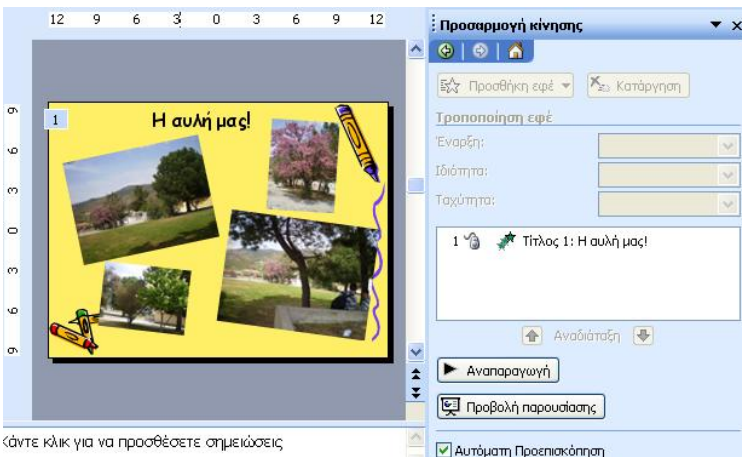 12 9 6 3 0 3 6 9 12
9
6
3
0
3
6
9
1
Η αυλή μας!
Κάντε κλικ για να προσθέσετε σημειώσεις
Προσαρμογή κίνησης
Προσθήκη εφέ
Κατάργηση
Τροποποίηση εφέ
Έναρξη:
Ιδιότητα:
Ταχύτητα:
1 Τίτλος 1: Η αυλή μας!
Αναδιάταξη
Αναπαραγωγή
Προβολή παρουσίασης
Αυτόματη Προεπισκόπηση